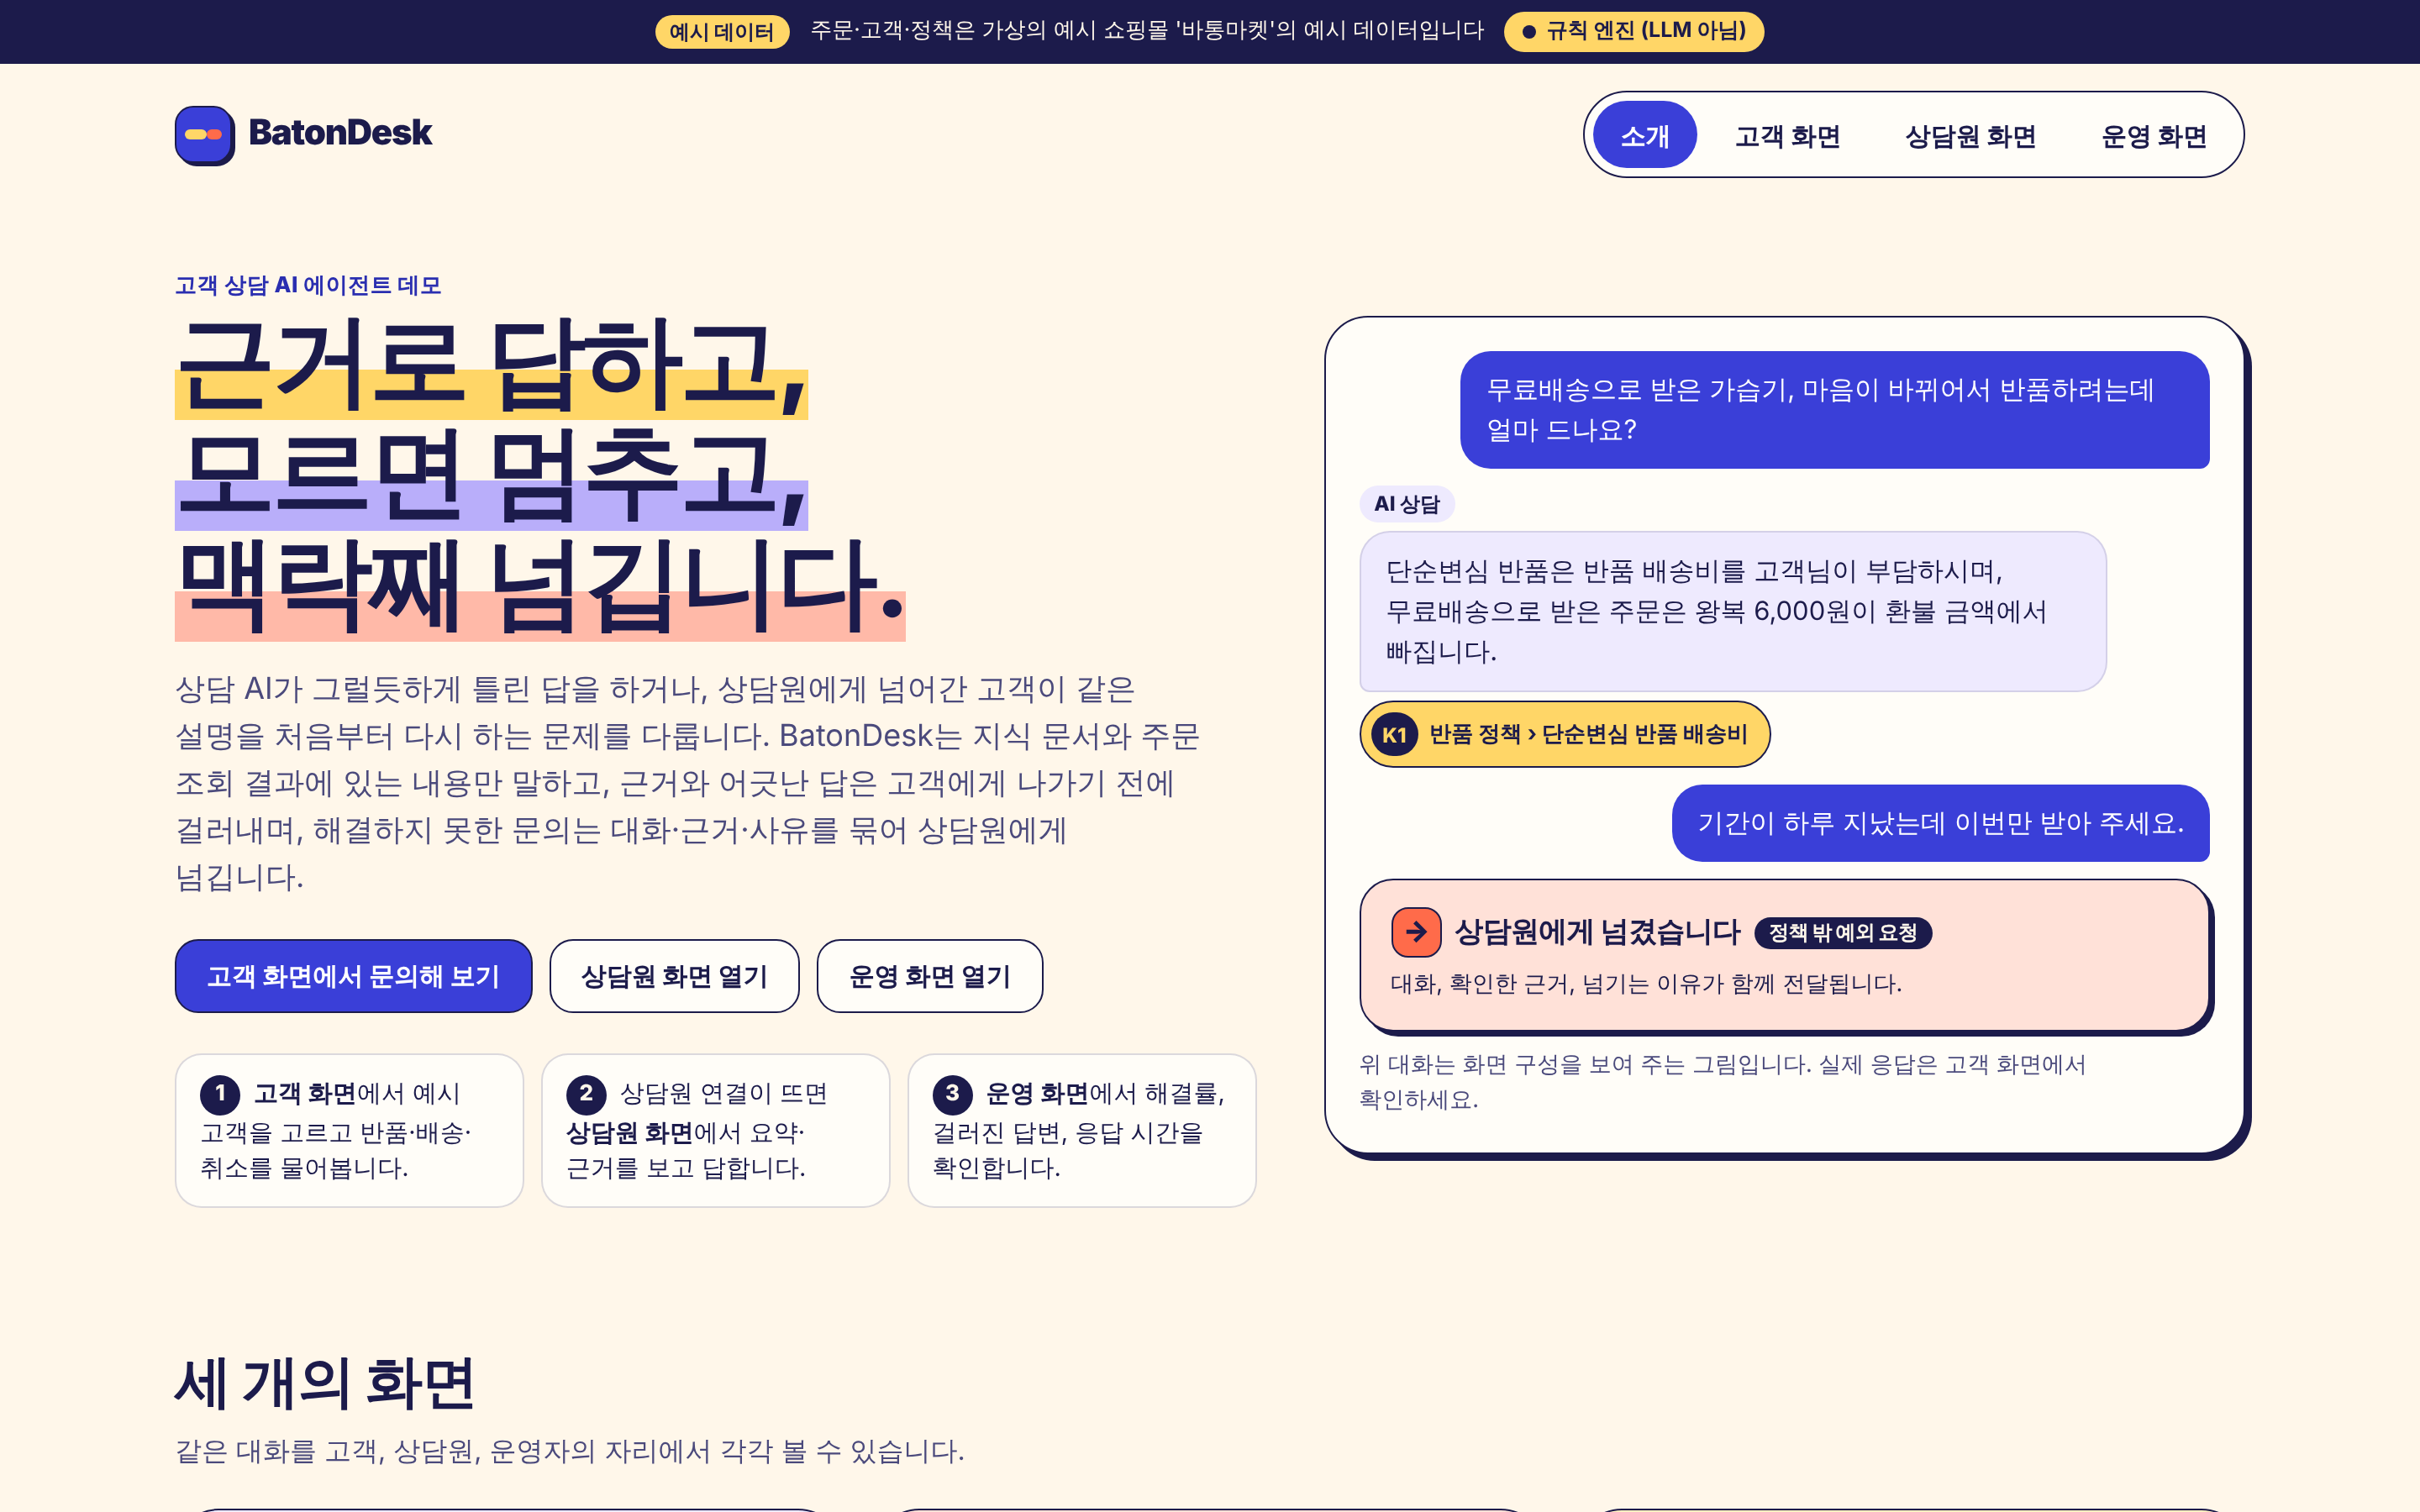 예시 데이터 주문·고객·정책은 가상의 예시 쇼핑몰 '바통마켓'의 예시 데이터입니다 규칙 엔진 (LLM 아님)
BatonDesk
소개 고객 화면 상담원 화면 운영 화면
고객 상담 AI 에이전트 데모
근거로 답하고,
모르면 멈추고,
맥락째 넘깁니다.
상담 AI가 그럴듯하게 틀린 답을 하거나, 상담원에게 넘어간 고객이 같은
설명을 처음부터 다시 하는 문제를 다룹니다. BatonDesk는 지식 문서와 주문
조회 결과에 있는 내용만 말하고, 근거와 어긋난 답은 고객에게 나가기 전에
걸러내며, 해결하지 못한 문의는 대화·근거·사유를 묶어 상담원에게
넘깁니다.
고객 화면에서 문의해 보기 상담원 화면 열기 운영 화면 열기
1 고객 화면에서 예시
고객을 고르고 반품·배송·
취소를 물어봅니다.
2 상담원 연결이 뜨면
상담원 화면에서 요약·
근거를 보고 답합니다.
3 운영 화면에서 해결률,
걸러진 답변, 응답 시간을
확인합니다.
무료배송으로 받은 가습기, 마음이 바뀌어서 반품하려는데
얼마 드나요?
AI 상담
단순변심 반품은 반품 배송비를 고객님이 부담하시며,
무료배송으로 받은 주문은 왕복 6,000원이 환불 금액에서
빠집니다.
K1 반품 정책 › 단순변심 반품 배송비
기간이 하루 지났는데 이번만 받아 주세요.
→ 상담원에게 넘겼습니다 정책 밖 예외 요청
대화, 확인한 근거, 넘기는 이유가 함께 전달됩니다.
위 대화는 화면 구성을 보여 주는 그림입니다. 실제 응답은 고객 화면에서
확인하세요.
세 개의 화면
같은 대화를 고객, 상담원, 운영자의 자리에서 각각 볼 수 있습니다.